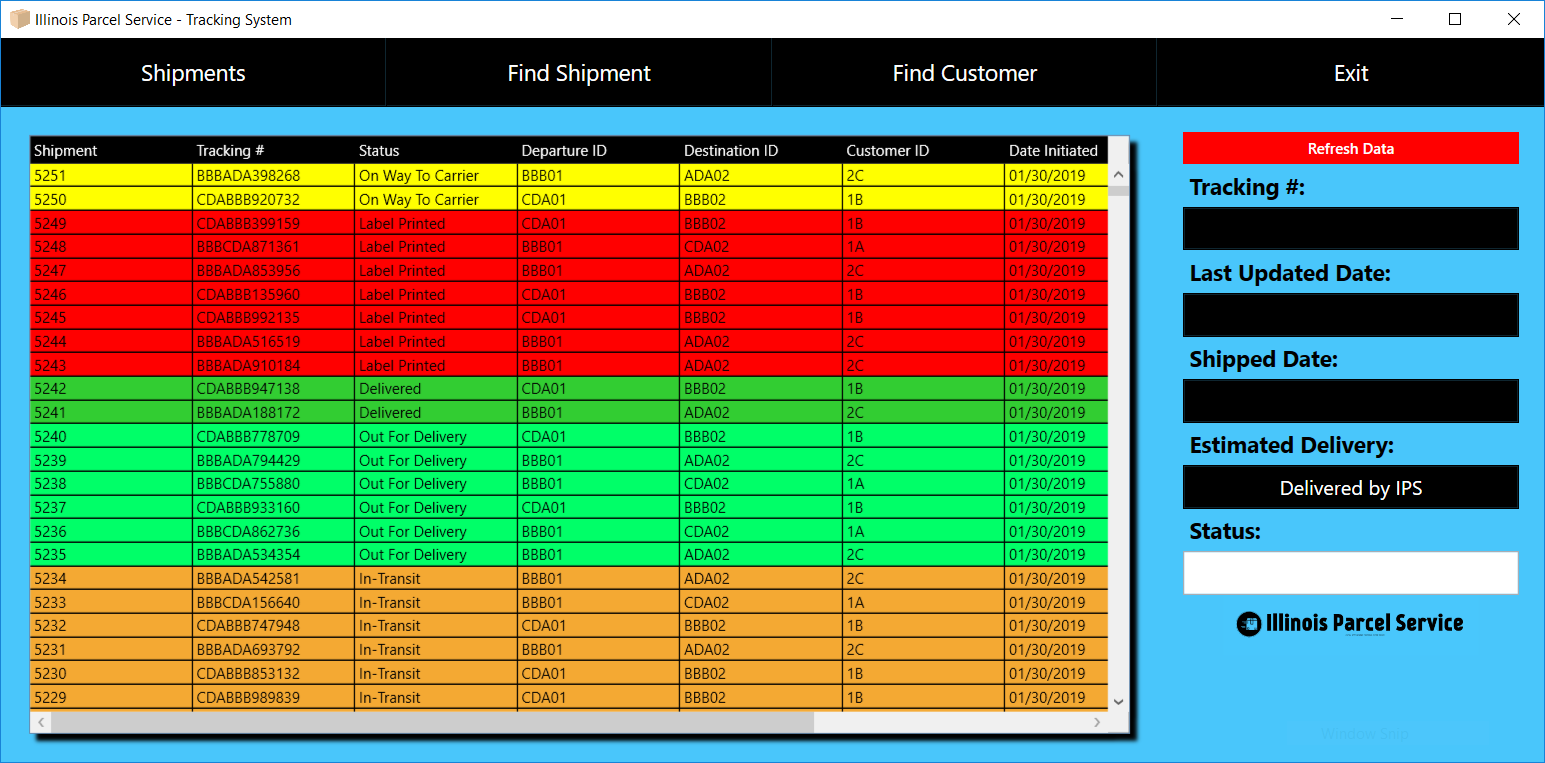 Illinois Parcel Service - Tracking System
Shipments Find Shipment Find Customer Exit
Shipment Tracking # Status Departure ID Destination ID Customer ID Date Initiated
5251 BBBADA398268 On Way To Carrier BBB01 ADA02 2C 01/30/2019
5250 CDABBB920732 On Way To Carrier CDA01 BBB02 1B 01/30/2019
5249 CDABBB399159 Label Printed CDA01 BBB02 1B 01/30/2019
5248 BBBCDA871361 Label Printed BBB01 CDA02 1A 01/30/2019
5247 BBBADA853956 Label Printed BBB01 ADA02 2C 01/30/2019
5246 CDABBB135960 Label Printed CDA01 BBB02 1B 01/30/2019
5245 CDABBB992135 Label Printed CDA01 BBB02 1B 01/30/2019
5244 BBBADA516519 Label Printed BBB01 ADA02 2C 01/30/2019
5243 BBBADA910184 Label Printed BBB01 ADA02 2C 01/30/2019
5242 CDABBB947138 Delivered CDA01 BBB02 1B 01/30/2019
5241 BBBADA188172 Delivered BBB01 ADA02 2C 01/30/2019
5240 CDABBB778709 Out For Delivery CDA01 BBB02 1B 01/30/2019
5239 BBBADA794429 Out For Delivery BBB01 ADA02 2C 01/30/2019
5238 BBBCDA755880 Out For Delivery BBB01 CDA02 1A 01/30/2019
5237 CDABBB933160 Out For Delivery CDA01 BBB02 1B 01/30/2019
5236 BBBCDA862736 Out For Delivery BBB01 CDA02 1A 01/30/2019
5235 BBBADA534354 Out For Delivery BBB01 ADA02 2C 01/30/2019
5234 BBBADA542581 In-Transit BBB01 ADA02 2C 01/30/2019
5233 BBBCDA156640 In-Transit BBB01 CDA02 1A 01/30/2019
5232 CDABBB747948 In-Transit CDA01 BBB02 1B 01/30/2019
5231 BBBADA693792 In-Transit BBB01 ADA02 2C 01/30/2019
5230 CDABBB853132 In-Transit CDA01 BBB02 1B 01/30/2019
5229 CDABBB989839 In-Transit CDA01 BBB02 1B 01/30/2019
Refresh Data
Tracking #:
Last Updated Date:
Shipped Date:
Estimated Delivery:
Delivered by IPS
Status:
Illinois Parcel Service
Window Snip